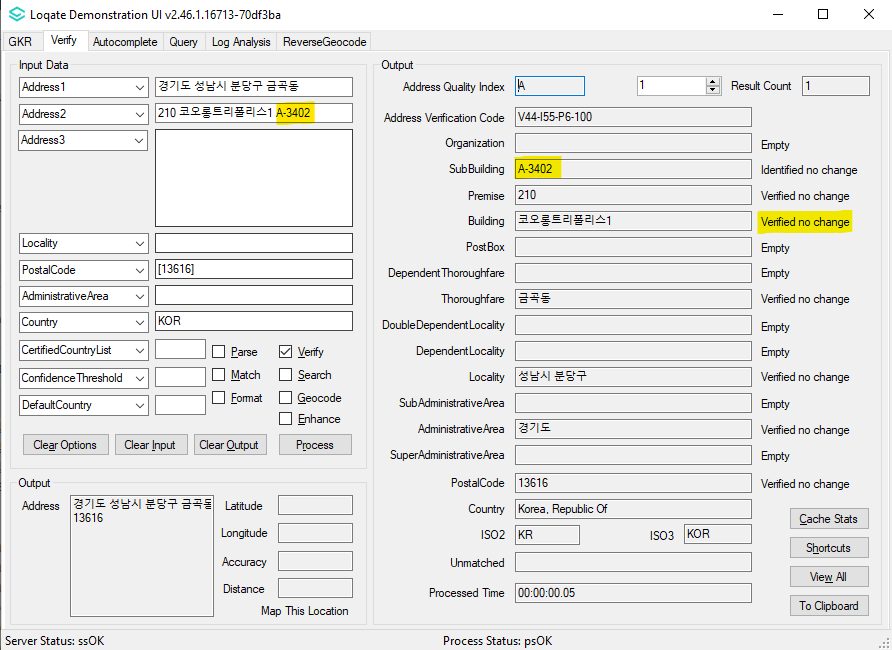 Loqate Demonstration UI v2.46.1.16713-70df3ba
GKR Verify Autocomplete Query Log Analysis ReverseGeocode
Input Data
Address1 경기도 성남시 분당구 금곡동
Address2 210 코오롱트리폴리스1 A-3402
Address3
Locality
PostalCode [13616]
AdministrativeArea
Country KOR
CertifiedCountryList Parse Verify
ConfidenceThreshold Match Search
DefaultCountry Format Geocode
Enhance
Clear Options Clear Input Clear Output Process
Output
Address 경기도 성남시 분당구 금곡동
13616
Latitude
Longitude
Accuracy
Distance
Map This Location
Output
Address Quality Index A 1 Result Count 1
Address Verification Code V44-I55-P6-100
Organization Empty
SubBuilding A-3402 Identified no change
Premise 210 Verified no change
Building 코오롱트리폴리스1 Verified no change
PostBox Empty
DependentThoroughfare Empty
Thoroughfare 금곡동 Verified no change
DoubleDependentLocality Empty
DependentLocality Empty
Locality 성남시 분당구 Verified no change
SubAdministrativeArea Empty
AdministrativeArea 경기도 Verified no change
SuperAdministrativeArea Empty
PostalCode 13616 Verified no change
Country Korea, Republic Of
ISO2 KR ISO3 KOR
Unmatched
Processed Time 00:00:00.05
Cache Stats
Shortcuts
View All
To Clipboard
Server Status: ssOK Process Status: psOK